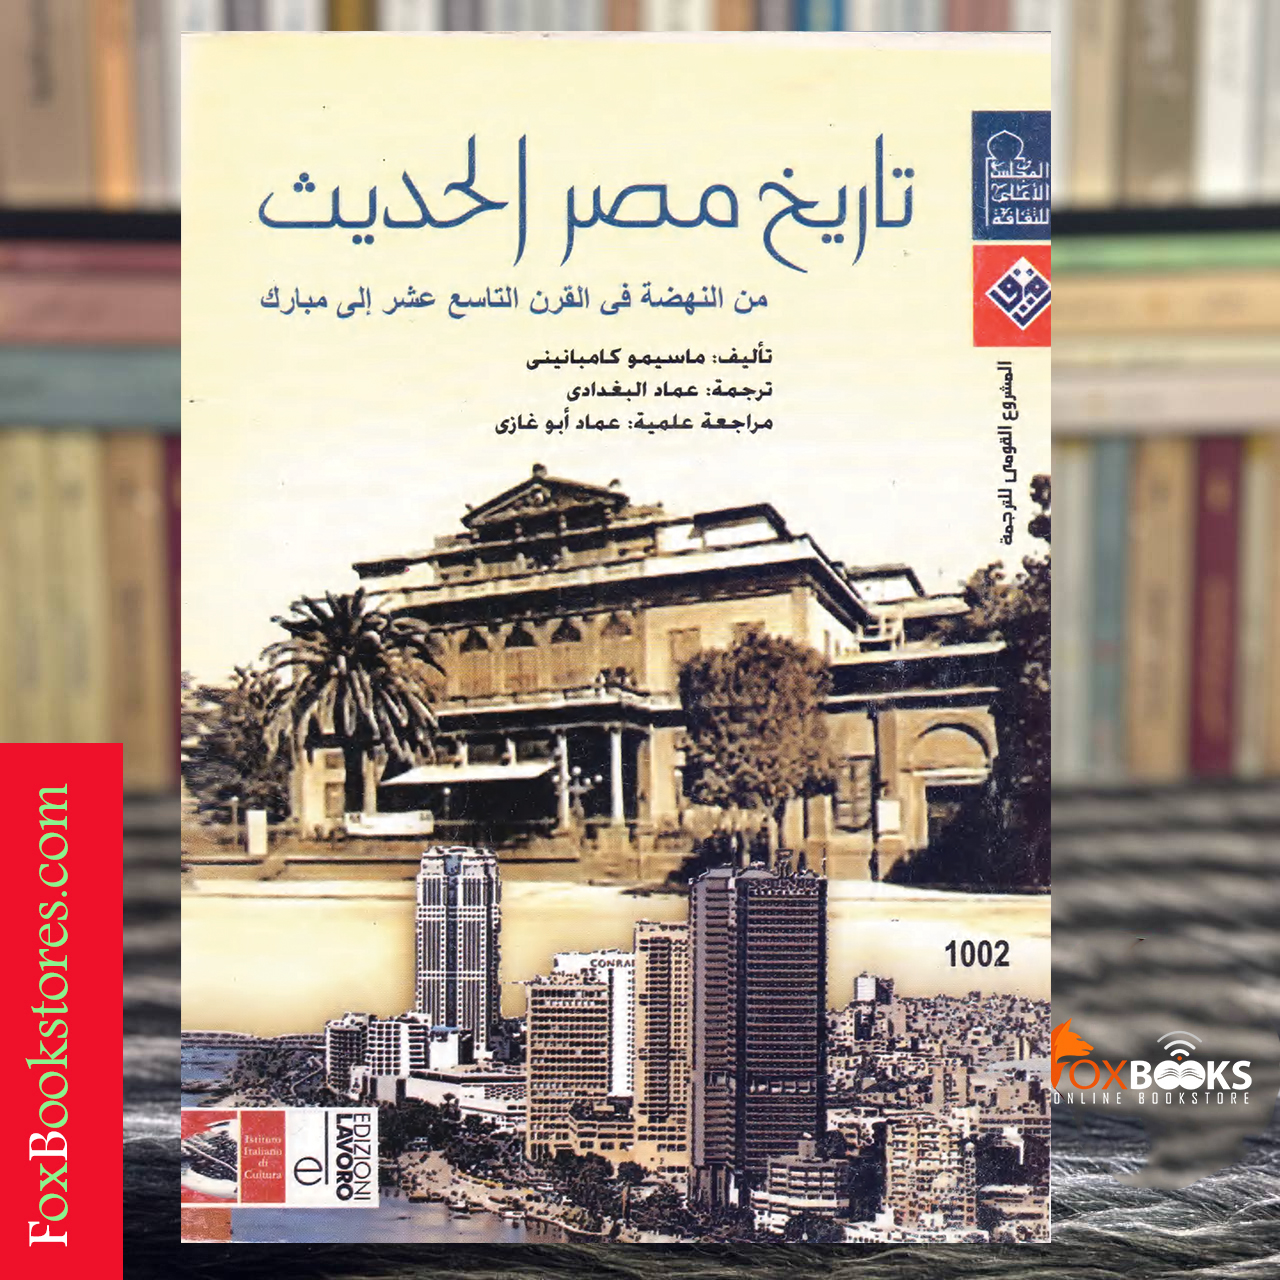 تاريخ مصر الحديث
من النهضة فى القرن التاسع عشر إلى مبارك
تأليف: ماسيمو كامبانينى
ترجمة: عماد البغدادى
مراجعة علمية: عماد أبو غازى
المجلس
الأعلى
للثقافة
المشروع القومى للترجمة
CONRAD
1002
Istituto
Italiano
di
Cultura
e
EDIZIONI
LAVORO
FoxBookstores.com
FOXBOOKS
ONLINE BOOKSTORE